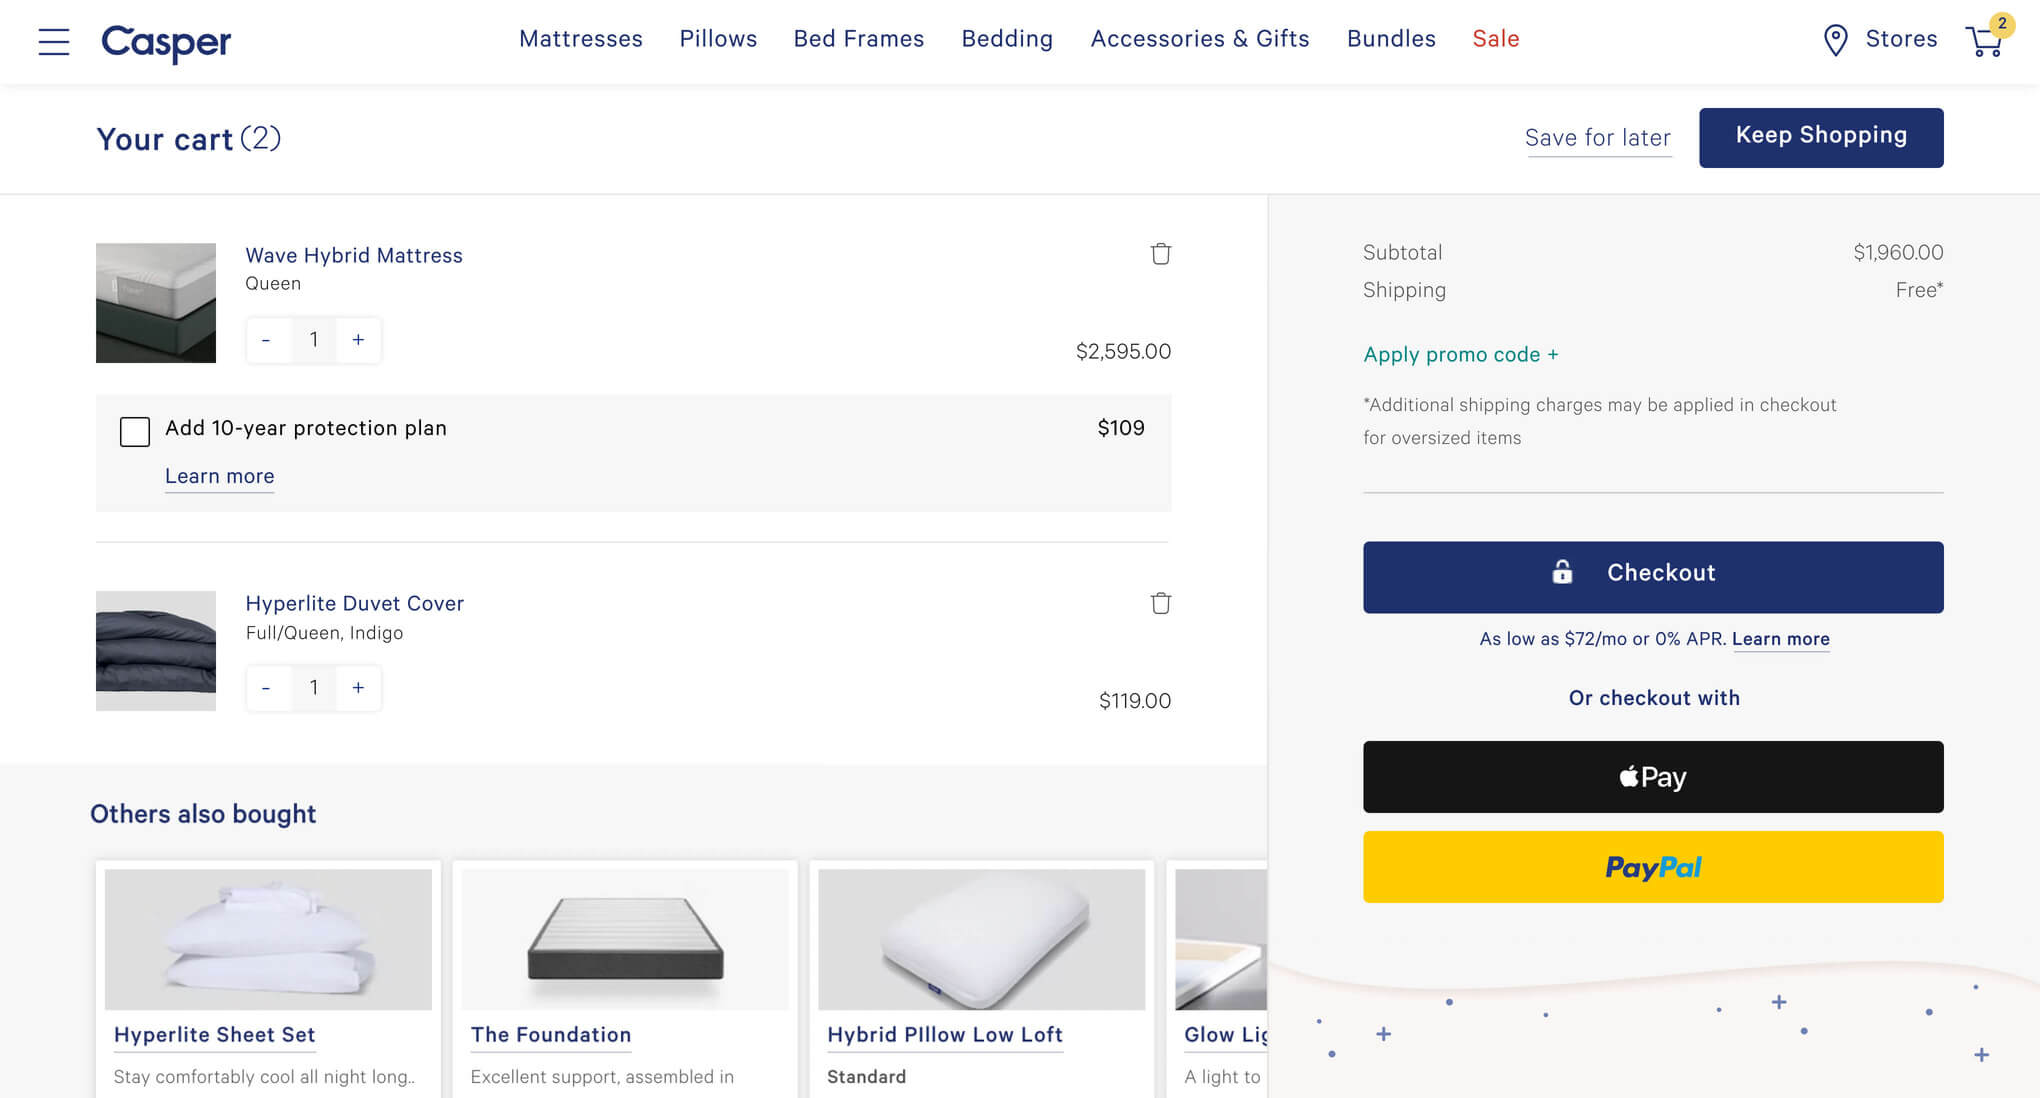 Casper
Mattresses
Pillows
Bed Frames
Bedding
Accessories & Gifts
Bundles
Sale
Stores
2
Your cart (2)
Save for later
Keep Shopping
Wave Hybrid Mattress
Queen
- 1 +
$2,595.00
Add 10-year protection plan
$109
Learn more
Hyperlite Duvet Cover
Full/Queen, Indigo
- 1 +
$119.00
Others also bought
Hyperlite Sheet Set
Stay comfortably cool all night long..
The Foundation
Excellent support, assembled in
Hybrid PIllow Low Loft
Standard
Glow Lig
A light to
Subtotal
$1,960.00
Shipping
Free*
Apply promo code +
*Additional shipping charges may be applied in checkout
for oversized items
Checkout
As low as $72/mo or 0% APR. Learn more
Or checkout with
Pay
PayPal